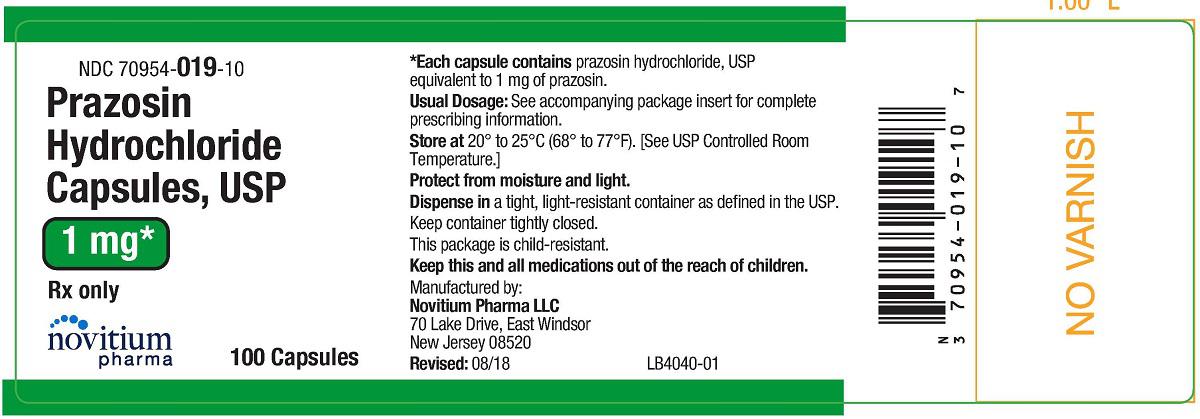 NDC 70954-019-10
Prazosin
Hydrochloride
Capsules, USP
1 mg*
Rx only
novitium
pharma
100 Capsules
*Each capsule contains prazosin hydrochloride, USP
equivalent to 1 mg of prazosin.
Usual Dosage: See accompanying package insert for complete
prescribing information.
Store at 20° to 25°C (68° to 77°F). [See USP Controlled Room
Temperature.]
Protect from moisture and light.
Dispense in a tight, light-resistant container as defined in the USP.
Keep container tightly closed.
This package is child-resistant.
Keep this and all medications out of the reach of children.
Manufactured by:
Novitium Pharma LLC
70 Lake Drive, East Windsor
New Jersey 08520
Revised: 08/18 LB4040-01
N
3 70954-019-10 7
NO VARNISH